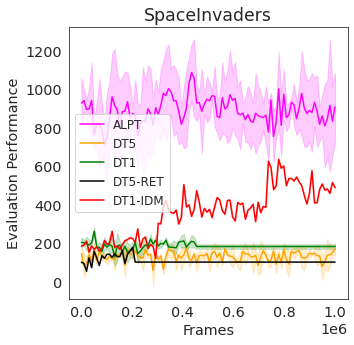 SpaceInvaders
Evaluation Performance
1200
1000
800
600
400
200
0
ALPT
DT5
DT1
DT5-RET
DT1-IDM
0.0 0.2 0.4 0.6 0.8 1.0
1e6
Frames